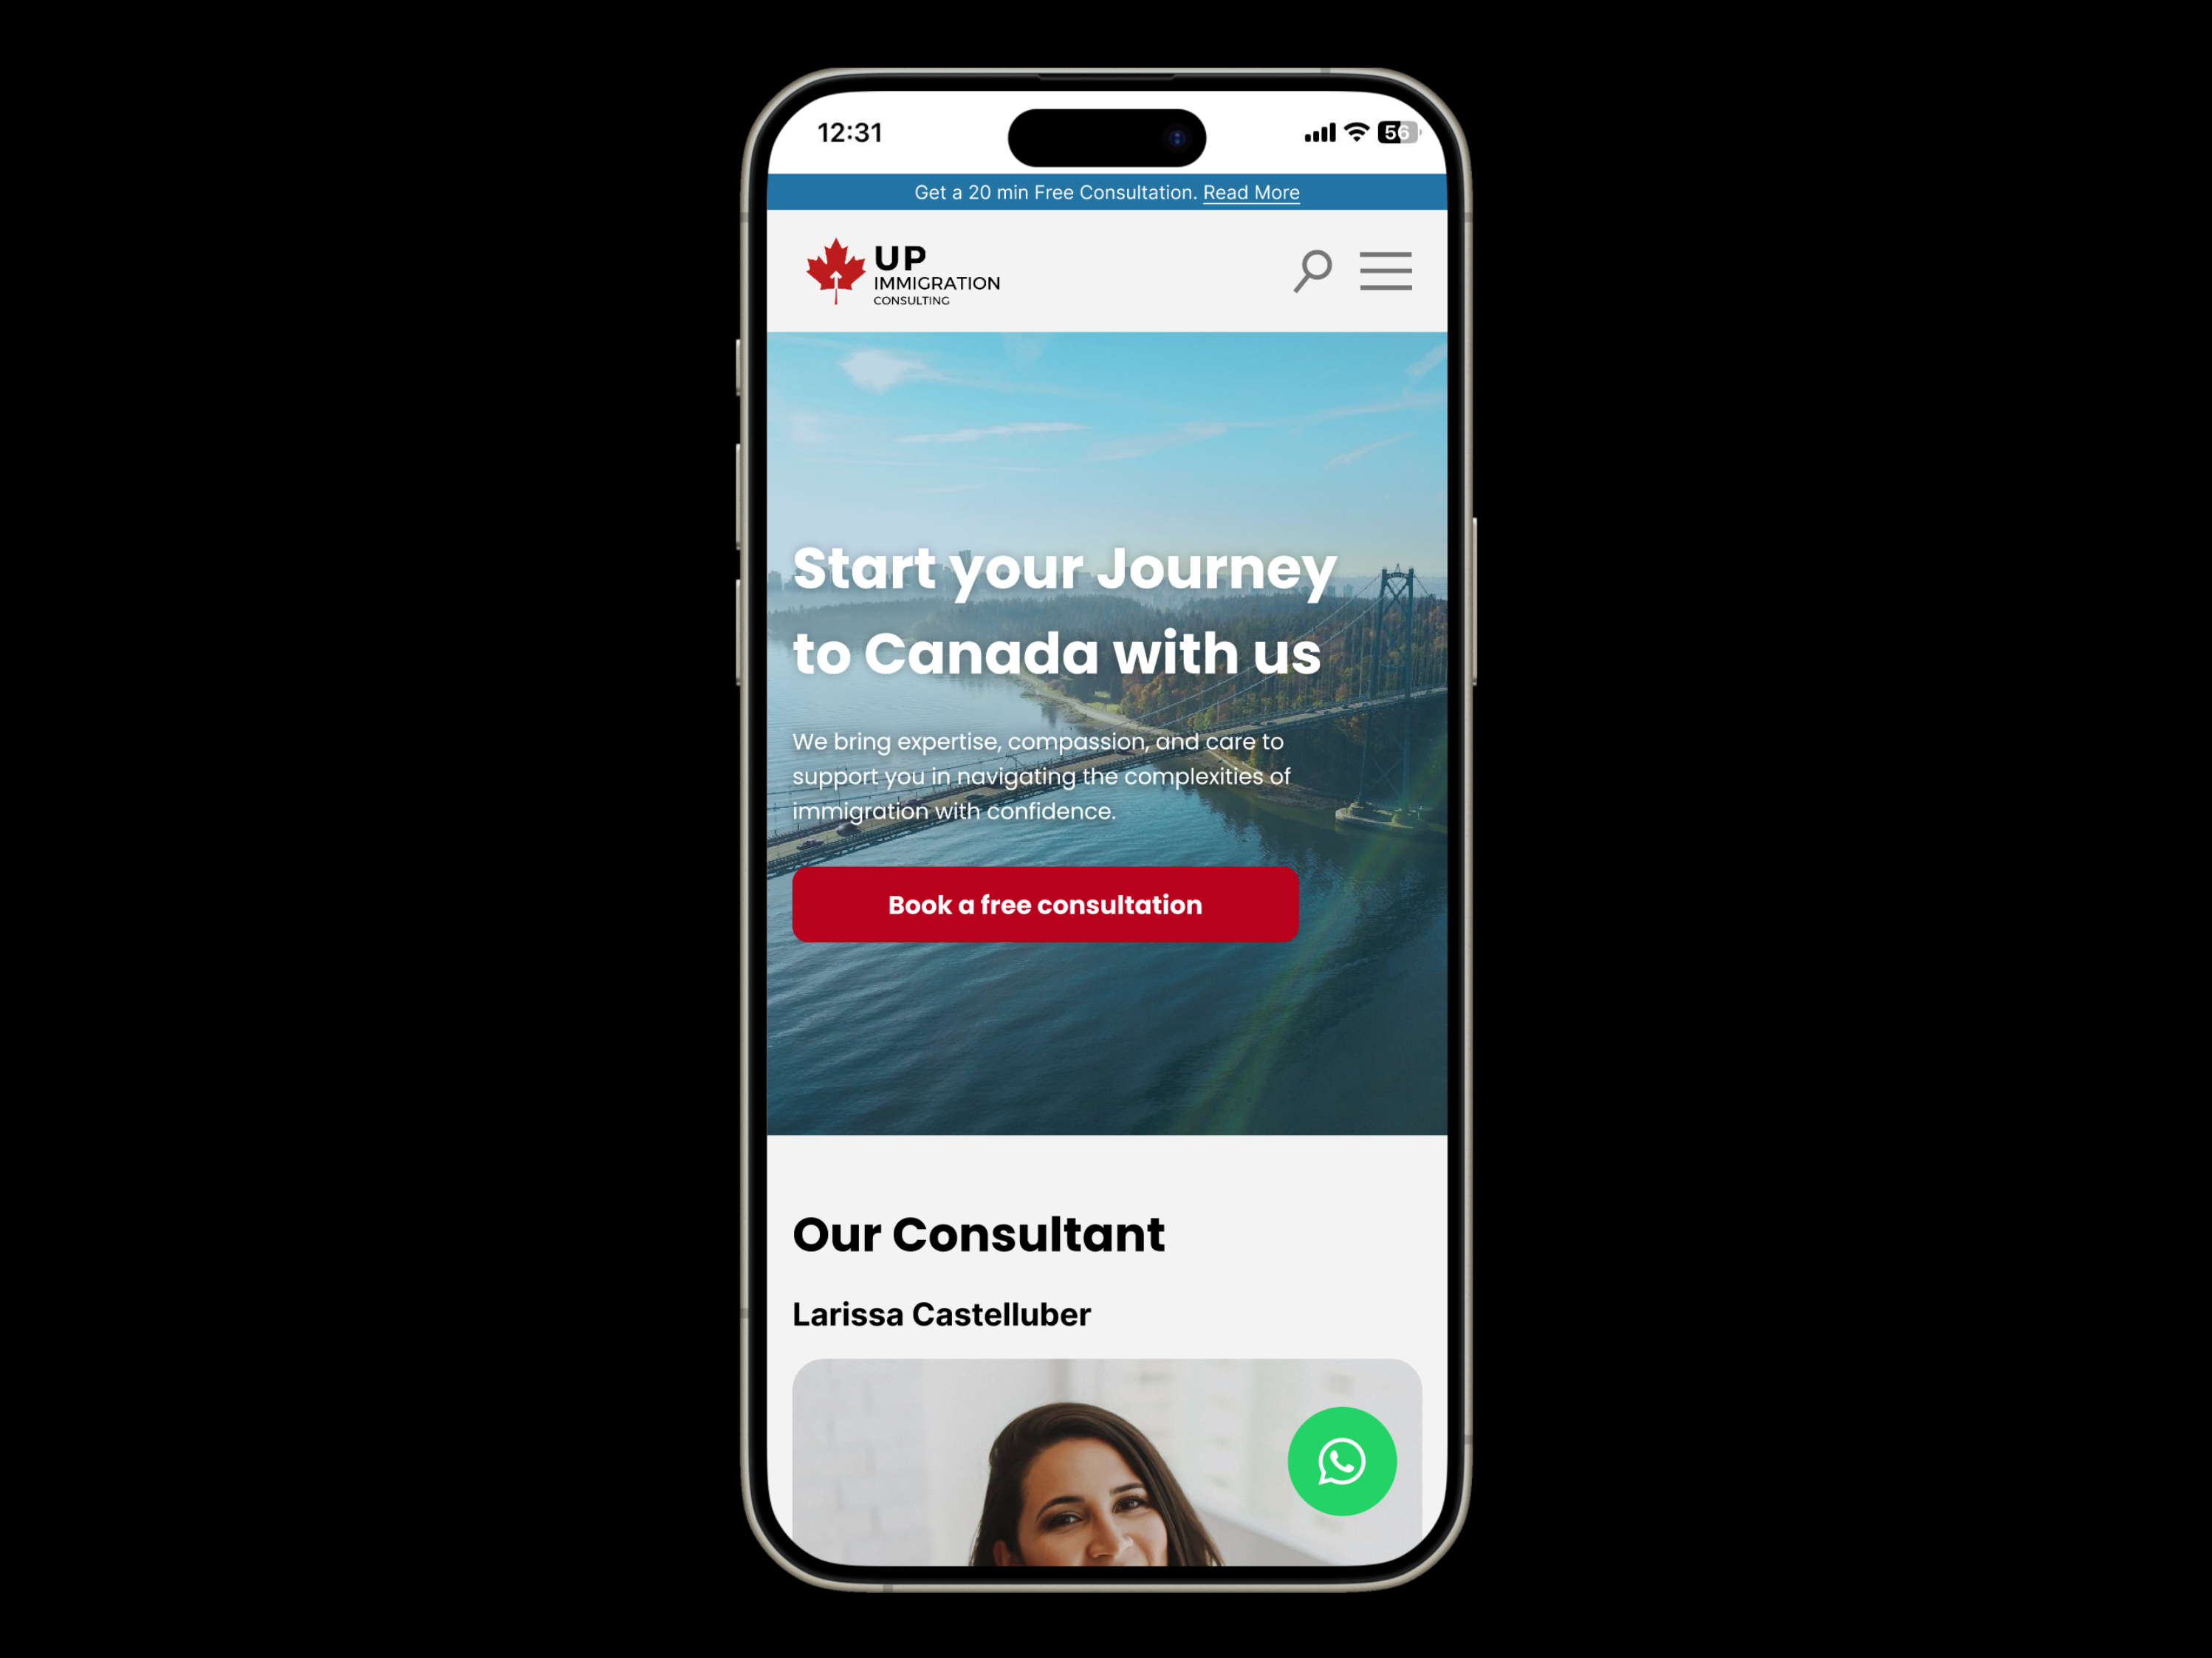 12:31
56
Get a 20 min Free Consultation. Read More
UP
IMMIGRATION
CONSULTING
Start your Journey
to Canada with us
We bring expertise, compassion, and care to
support you in navigating the complexities of
immigration with confidence.
Book a free consultation
Our Consultant
Larissa Castelluber